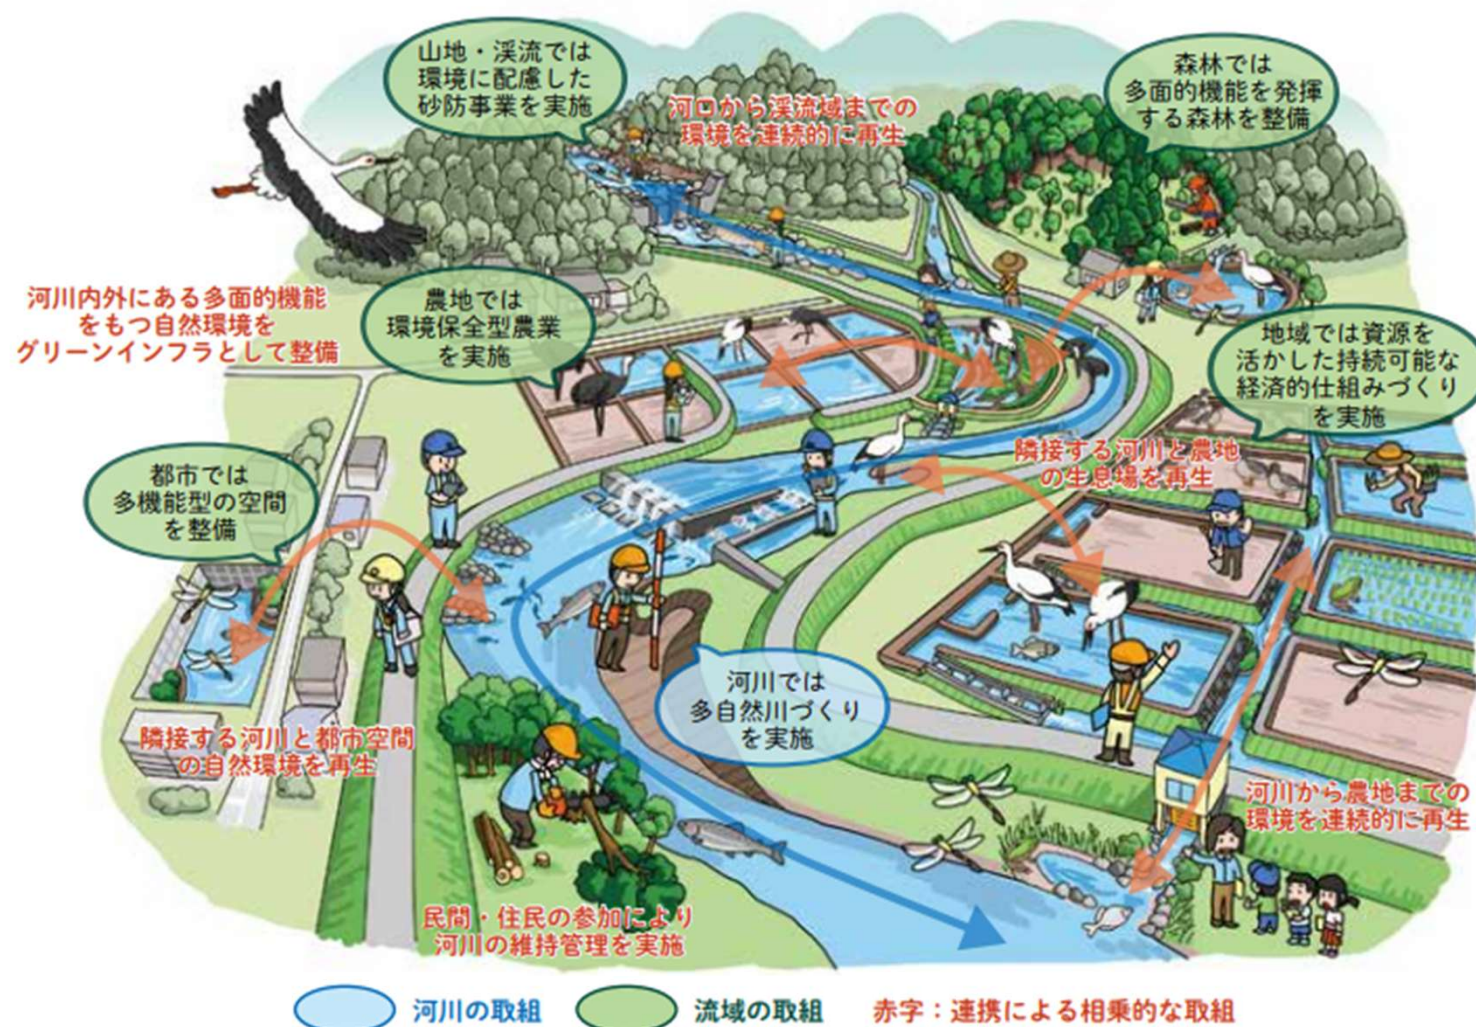 山地・渓流では
環境に配慮した
砂防事業を実施
河口から渓流域までの
環境を連続的に再生
森林では
多面的機能を発揮
する森林を整備
河川内外にある多面的機能
をもつ自然環境を
グリーンインフラとして整備
農地では
環境保全型農業
を実施
地域では資源を
活かした持続可能な
経済的仕組みづくり
を実施
都市では
多機能型の空間
を整備
隣接する河川と農地
の生息場を再生
河川では
多自然川づくり
を実施
隣接する河川と都市空間
の自然環境を再生
河川から農地までの
環境を連続的に再生
民間・住民の参加により
河川の維持管理を実施
河川の取組
流域の取組
赤字：連携による相乗的な取組